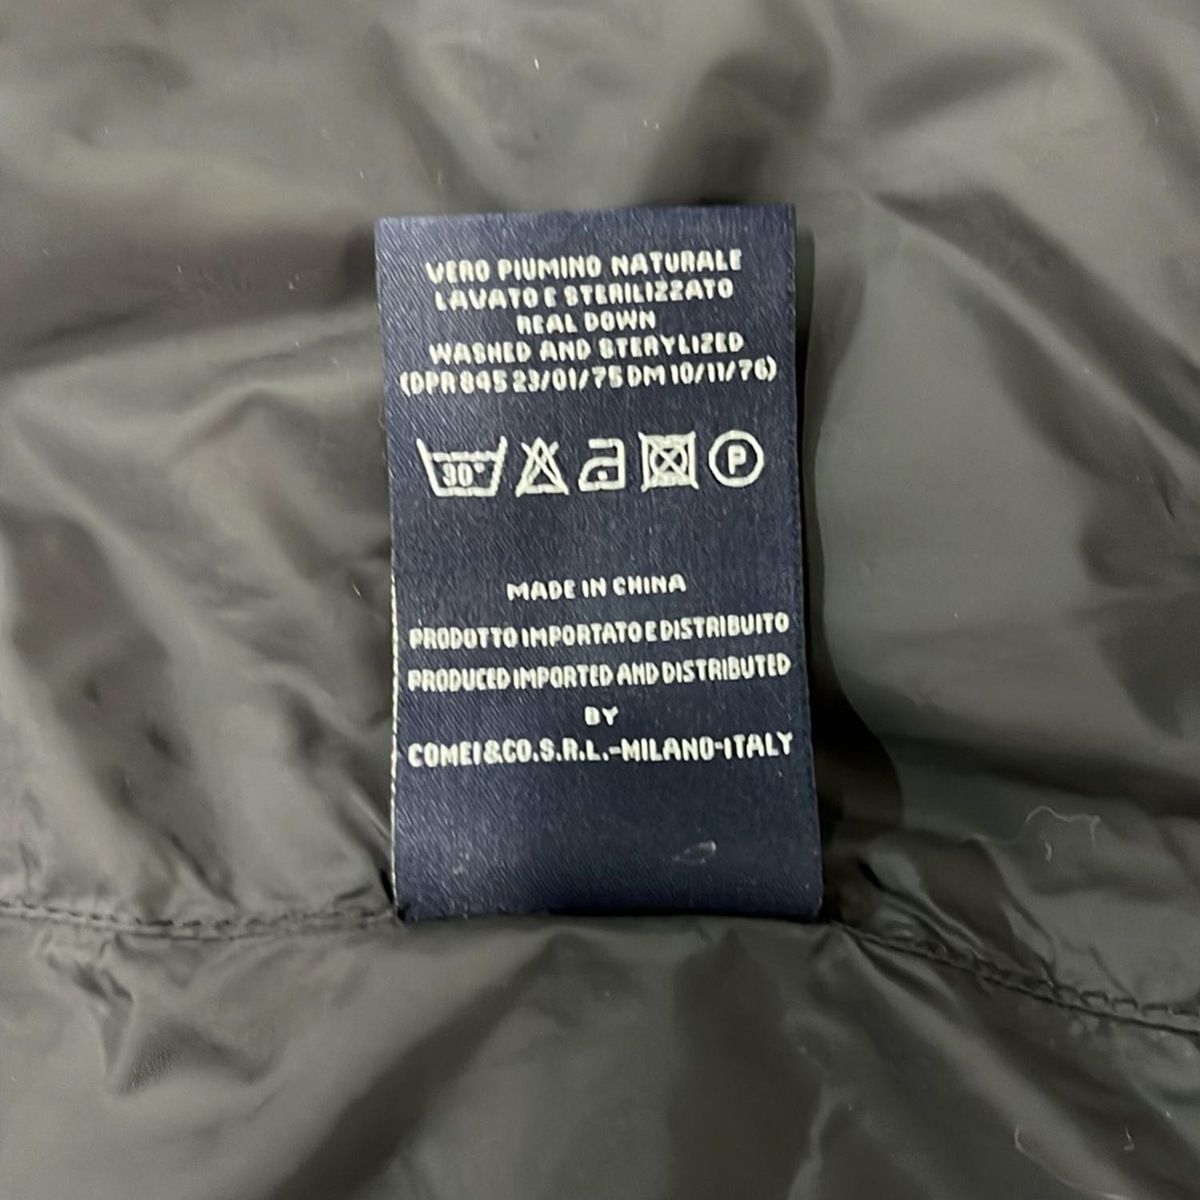 VERO PIUMINO NATURALE
LAVATO E STERILIZZATO
REAL DOWN
WASHED AND STERYLIZED
(DPR 845 23/01/75 DM 10/11/76)
30° P
MADE IN CHINA
PRODOTTO IMPORTATO E DISTRIBUITO
PRODUCED IMPORTED AND DISTRIBUTED
BY
COMEI&CO.S.R.L.-MILANO-ITALY